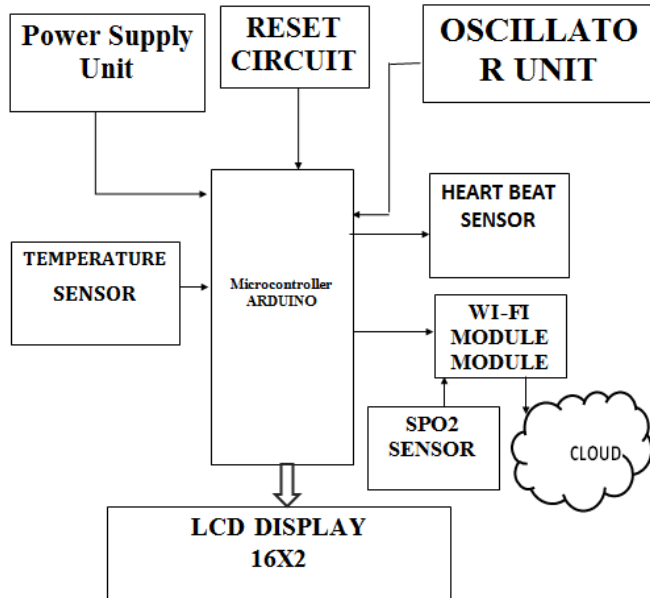 Power Supply
Unit
RESET
CIRCUIT
OSCILLATO
R UNIT
HEART BEAT
SENSOR
TEMPERATURE
SENSOR
Microcontroller
ARDUINO
WI-FI
MODULE
MODULE
SPO2
SENSOR
CLOUD
LCD DISPLAY
16X2